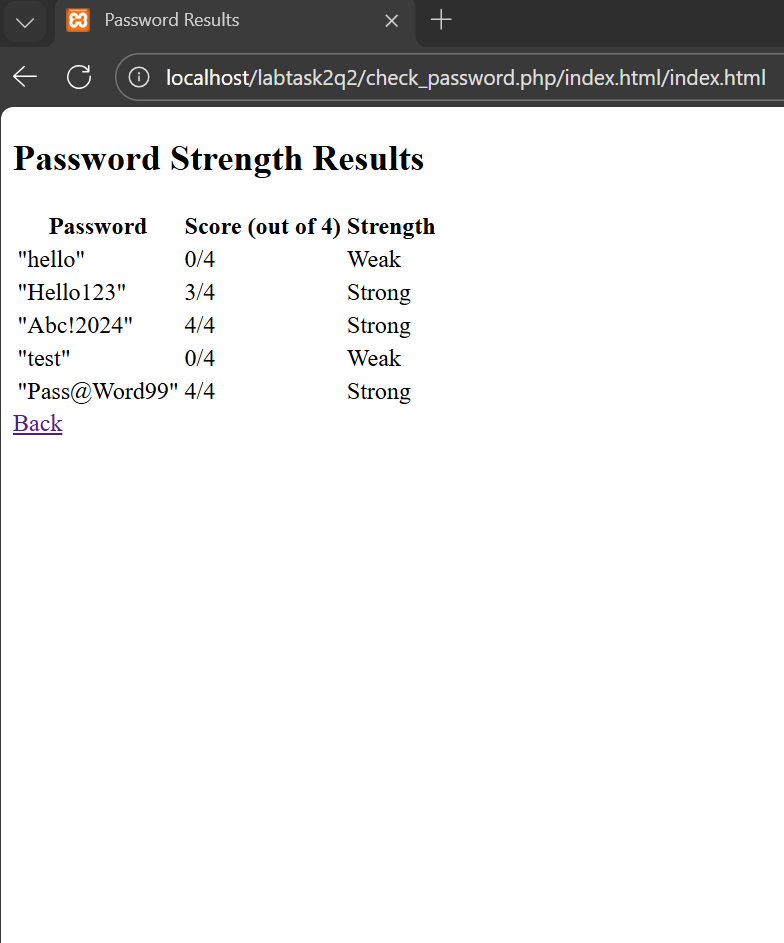 Password Results
localhost/labtask2q2/check_password.php/index.html/index.html
Password Strength Results
Password Score (out of 4) Strength
"hello" 0/4 Weak
"Hello123" 3/4 Strong
"Abc!2024" 4/4 Strong
"test" 0/4 Weak
"Pass@Word99" 4/4 Strong
Back